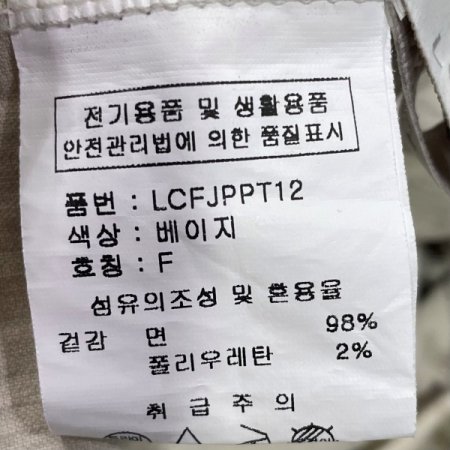 전기용품 및 생활용품
안전관리법에 의한 품질표시
품번 : LCFJPPT12
색상 : 베이지
호칭 : F
섬유의조성 및 혼용율
겉감 면 98%
폴리우레탄 2%
취급주의